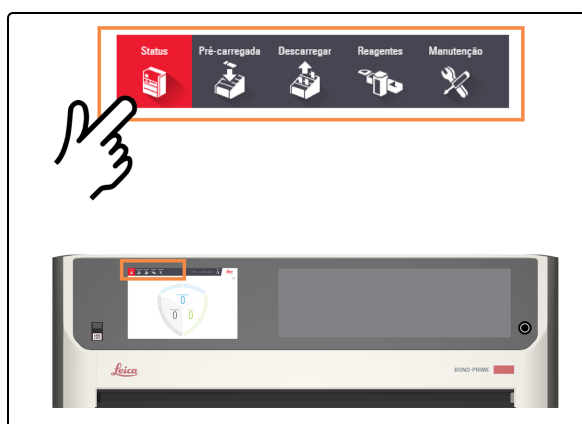 Status Pré-carregada Descarregar Reagentes Manutenção
0
0 0
Leica BOND-PRIME